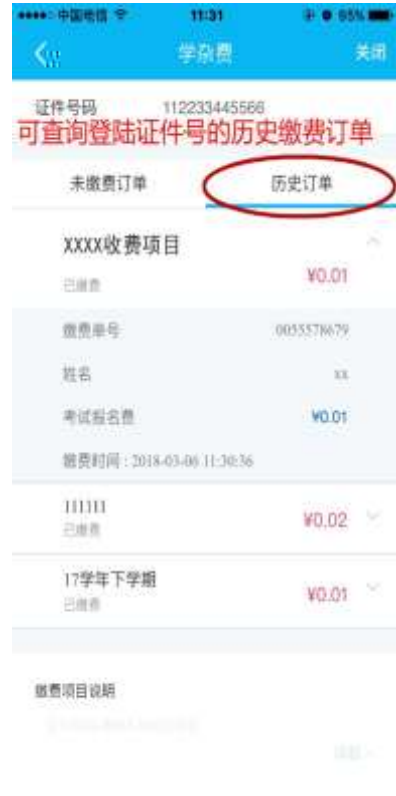 中国电信 11:31 95%
学杂费 关闭
证件号码 112233445566
可查询登陆证件号的历史缴费订单
未缴费订单 历史订单
XXXX收费项目
已缴费 ¥0.01
缴费单号 0055578679
姓名 xx
考试报名费 ¥0.01
缴费时间：2018-03-06 11:30:36
111111
已缴费 ¥0.02
17学年下学期
已缴费 ¥0.01
缴费项目说明